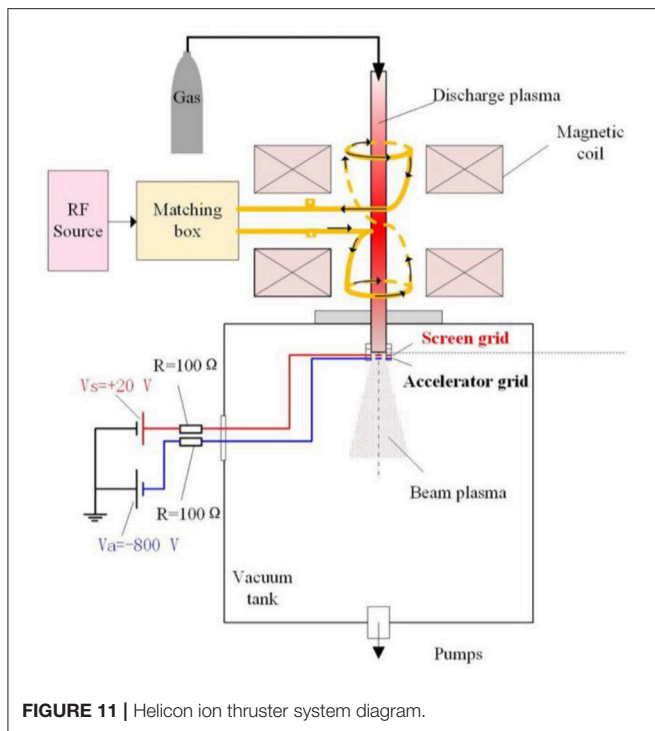 Gas
Discharge plasma
Magnetic
coil
RF
Source
Matching
box
Screen grid
R=100 Ω
Accelerator grid
Vs=+20 V
Beam plasma
R=100 Ω
Va=-800 V
Vacuum
tank
Pumps
FIGURE 11 | Helicon ion thruster system diagram.